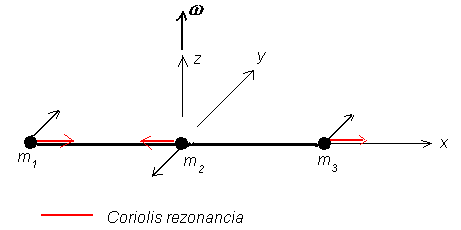 ω
z
y
x
m1
m2
m3
Coriolis rezonancia